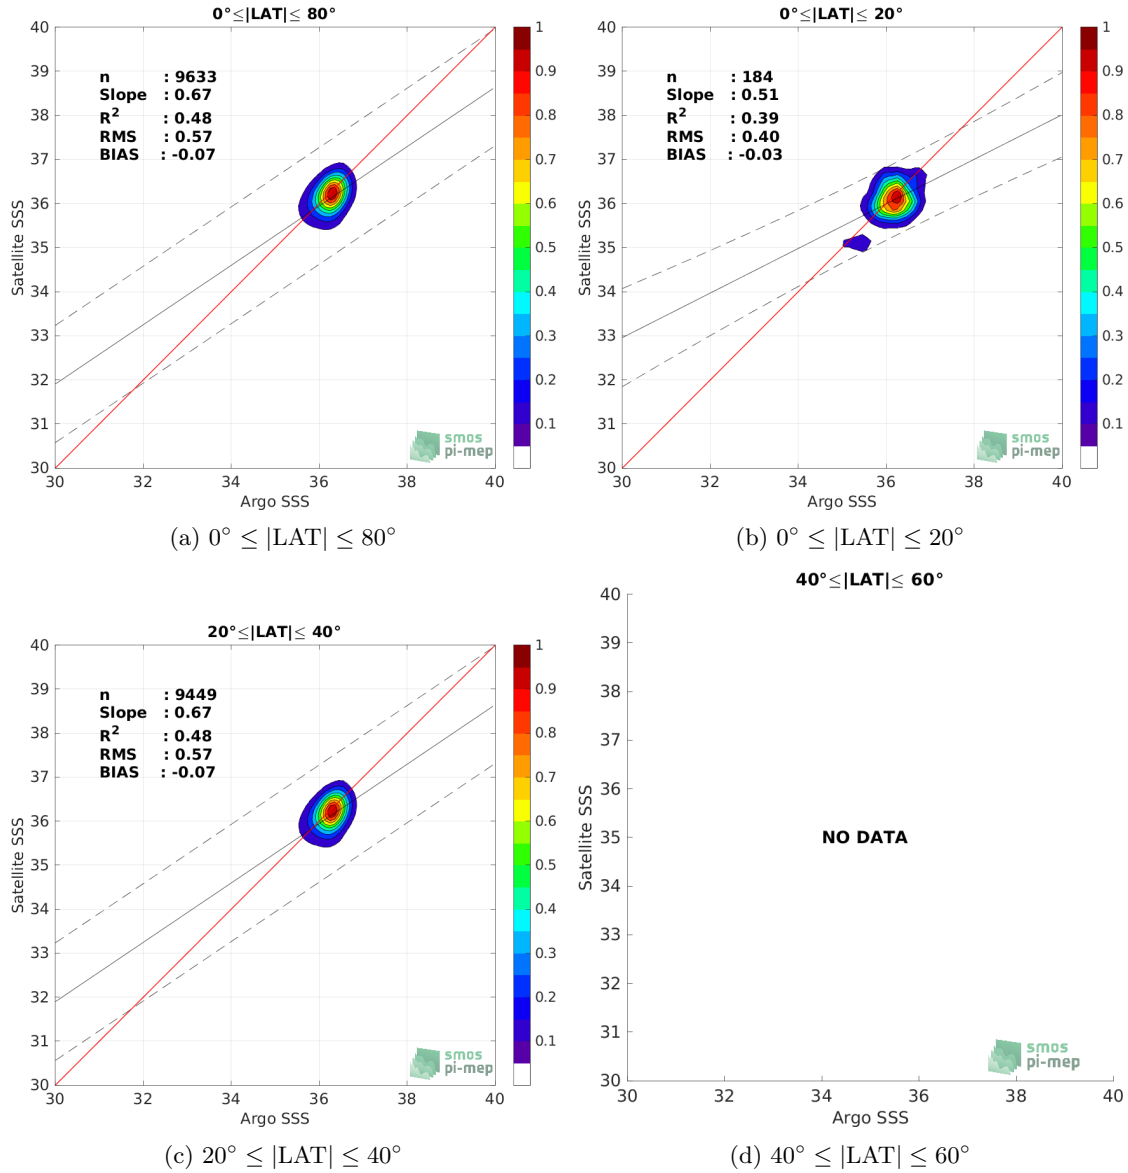 0°≤|LAT|≤ 80°
n : 9633
Slope : 0.67
R² : 0.48
RMS : 0.57
BIAS : -0.07
40
39
38
37
36
35
34
33
32
31
30
Satellite SSS
30 32 34 36 38 40
Argo SSS
1
0.9
0.8
0.7
0.6
0.5
0.4
0.3
0.2
0.1
smos
pi-mep
(a) 0° ≤ |LAT| ≤ 80°
0°≤|LAT|≤ 20°
n : 184
Slope : 0.51
R² : 0.39
RMS : 0.40
BIAS : -0.03
40
39
38
37
36
35
34
33
32
31
30
Satellite SSS
30 32 34 36 38 40
Argo SSS
1
0.9
0.8
0.7
0.6
0.5
0.4
0.3
0.2
0.1
smos
pi-mep
(b) 0° ≤ |LAT| ≤ 20°
20°≤|LAT|≤ 40°
n : 9449
Slope : 0.67
R² : 0.48
RMS : 0.57
BIAS : -0.07
40
39
38
37
36
35
34
33
32
31
30
Satellite SSS
30 32 34 36 38 40
Argo SSS
1
0.9
0.8
0.7
0.6
0.5
0.4
0.3
0.2
0.1
smos
pi-mep
(c) 20° ≤ |LAT| ≤ 40°
40°≤|LAT|≤ 60°
40
39
38
37
36
35
34
33
32
31
30
Satellite SSS
NO DATA
30 32 34 36 38 40
Argo SSS
smos
pi-mep
(d) 40° ≤ |LAT| ≤ 60°